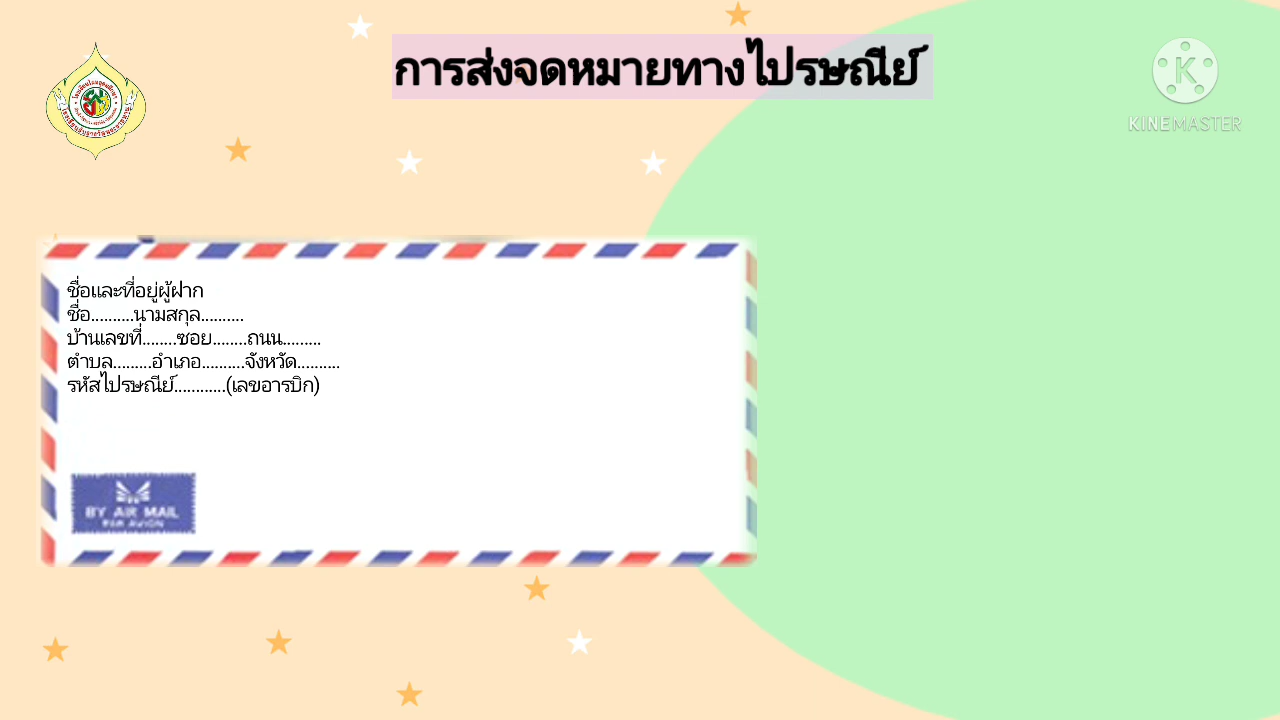 การส่งจดหมายทางไปรษณีย์
KINEMASTER
ชื่อและที่อยู่ผู้ฝาก
ชื่อ..........นามสกุล..........
บ้านเลขที่........ซอย........ถนน.........
ตำบล.........อำเภอ..........จังหวัด..........
รหัสไปรษณีย์............(เลขอารบิก)
BY AIR MAIL
PAR AVION